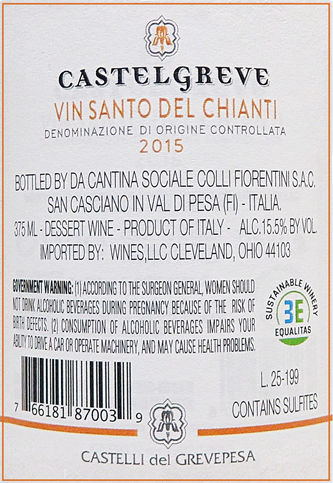 CASTELGREVE
VIN SANTO DEL CHIANTI
DENOMINAZIONE DI ORIGINE CONTROLLATA
2015
BOTTLED BY DA CANTINA SOCIALE COLLI FIORENTINI S.A.C.
SAN CASCIANO IN VAL DI PESA (FI) - ITALIA.
375 ML - DESSERT WINE - PRODUCT OF ITALY - ALC.15.5% BY VOL
IMPORTED BY: WINES,LLC CLEVELAND, OHIO 44103
GOVERNMENT WARNING: (1) ACCORDING TO THE SURGEON GENERAL, WOMEN SHOULD
NOT DRINK ALCOHOLIC BEVERAGES DURING PREGNANCY BECAUSE OF THE RISK OF
BIRTH DEFECTS. (2) CONSUMPTION OF ALCOHOLIC BEVERAGES IMPAIRS YOUR
ABILITY TO DRIVE A CAR OR OPERATE MACHINERY, AND MAY CAUSE HEALTH PROBLEMS.
SUSTAINABLE WINERY
3E
EQUALITAS
L. 25-199
CONTAINS SULFITES
7 66181 87003 9
CASTELLI del GREVEPESA